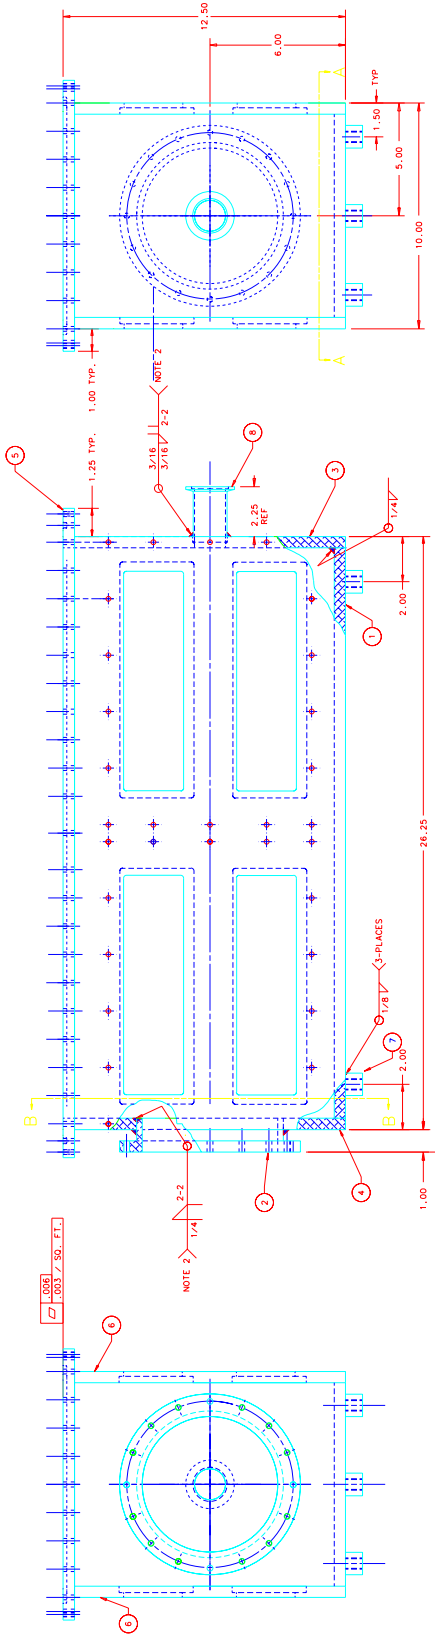 12.50
6.00
A
TYP
1.50
5.00
10.00
A
1.00 TYP.
1.25 TYP.
NOTE 2
3/16
3/16
2-2
5
8
2.25
REF
3
1/4
1
2.00
26.25
3-PLACES
1/8
7
2.00
B
B
4
2
1.00
2-2
1/4
NOTE 2
.006
.003 / SQ. FT.
6
6